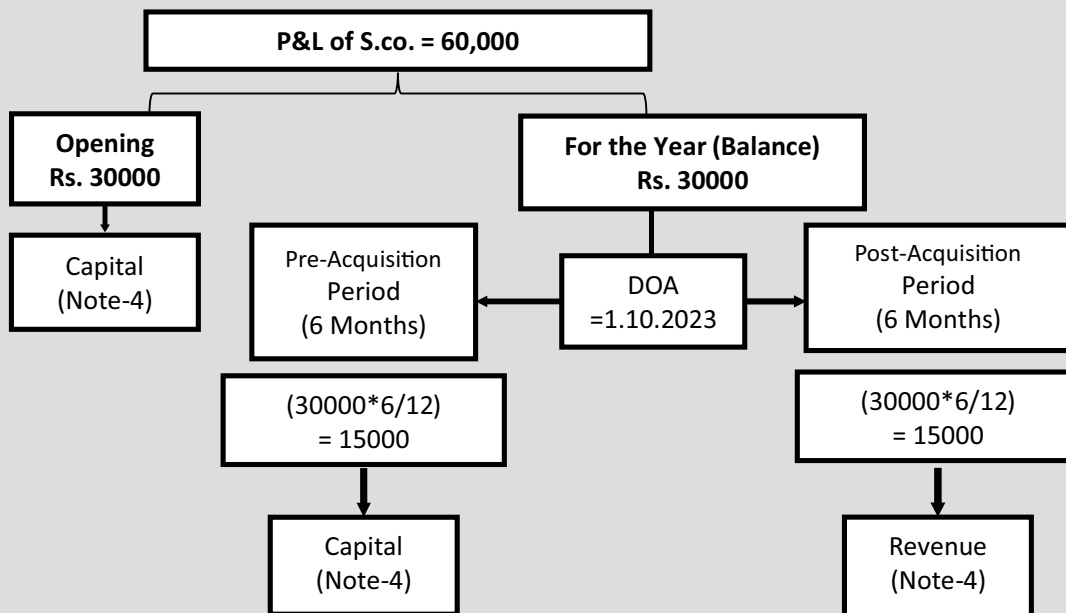 P&L of S.co. = 60,000
Opening
Rs. 30000
For the Year (Balance)
Rs. 30000
Capital
(Note-4)
Pre-Acquisition
Period
(6 Months)
DOA
=1.10.2023
Post-Acquisition
Period
(6 Months)
(30000*6/12)
= 15000
(30000*6/12)
= 15000
Capital
(Note-4)
Revenue
(Note-4)